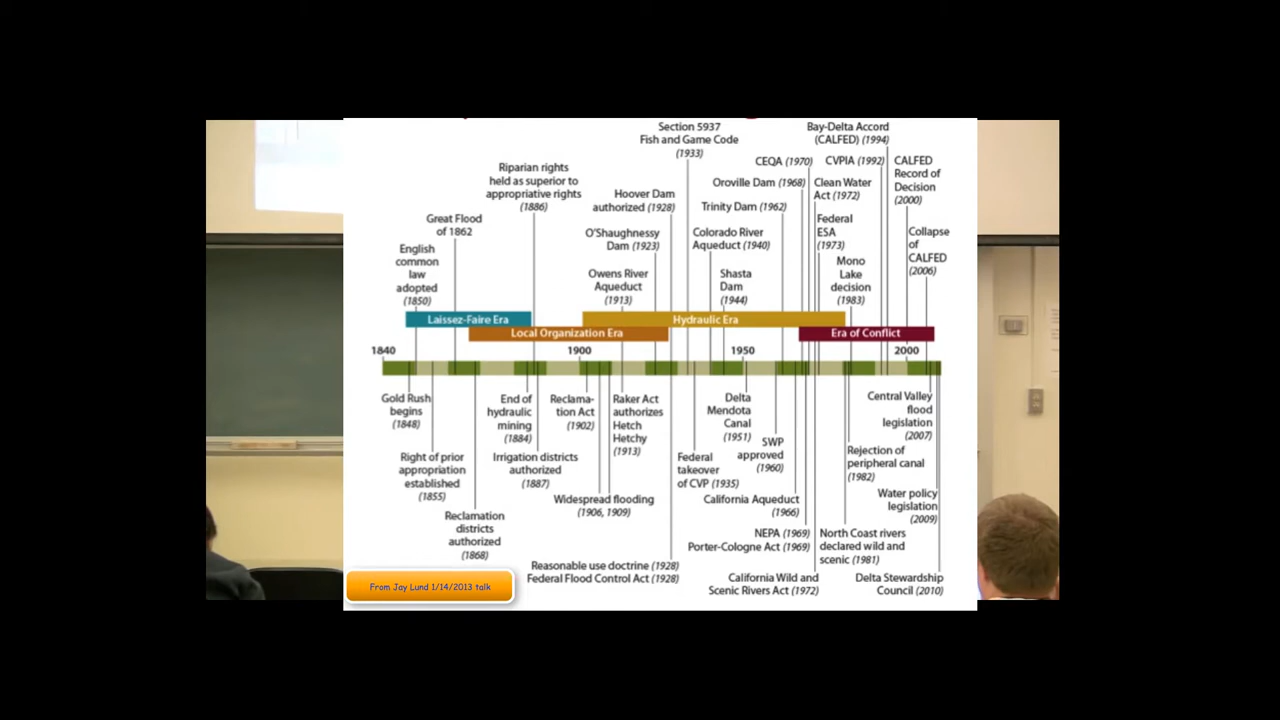 Section 5937
Fish and Game Code
(1933)
Bay-Delta Accord
(CALFED) (1994)
CEQA (1970)
CVPIA (1992)
CALFED
Record of
Decision
(2000)
Riparian rights
held as superior to
appropriative rights
(1886)
Oroville Dam (1968)
Clean Water
Act (1972)
Hoover Dam
authorized (1928)
Trinity Dam (1962)
Great Flood
of 1862
O'Shaughnessy
Dam (1923)
Colorado River
Aqueduct (1940)
Federal
ESA
(1973)
Collapse
of
CALFED
(2006)
English
common
law
adopted
(1850)
Owens River
Aqueduct
(1913)
Shasta
Dam
(1944)
Mono
Lake
decision
(1983)
Laissez-Faire Era
Hydraulic Era
Local Organization Era
Era of Conflict
1840
1900
1950
2000
Gold Rush
begins
(1848)
End of
hydraulic
mining
(1884)
Reclama-
tion Act
(1902)
Raker Act
authorizes
Hetch
Hetchy
(1913)
Delta
Mendota
Canal
(1951)
Central Valley
flood
legislation
(2007)
SWP
approved
(1960)
Right of prior
appropriation
established
(1855)
Irrigation districts
authorized
(1887)
Federal
takeover
of CVP (1935)
Rejection of
peripheral canal
(1982)
Widespread flooding
(1906, 1909)
California Aqueduct
(1966)
Water policy
legislation
(2009)
Reclamation
districts
authorized
(1868)
NEPA (1969)
Porter-Cologne Act (1969)
North Coast rivers
declared wild and
scenic (1981)
Reasonable use doctrine (1928)
Federal Flood Control Act (1928)
California Wild and
Scenic Rivers Act (1972)
Delta Stewardship
Council (2010)
From Jay Lund 1/14/2013 talk